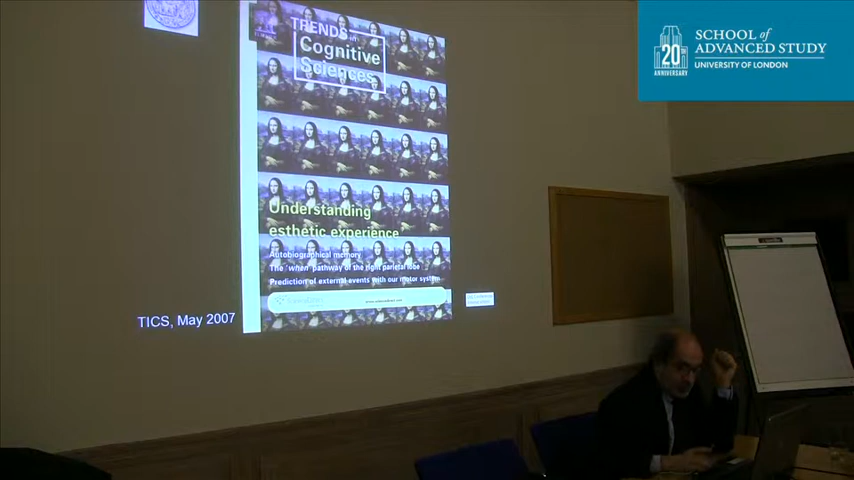 TRENDS in
Cognitive
Sciences
Understanding
esthetic experience
Autobiographical memory
The 'when' pathway of the right parietal lobe
Prediction of external events with our motor system
TICS, May 2007
20
ANNIVERSARY
SCHOOL of
ADVANCED STUDY
UNIVERSITY OF LONDON